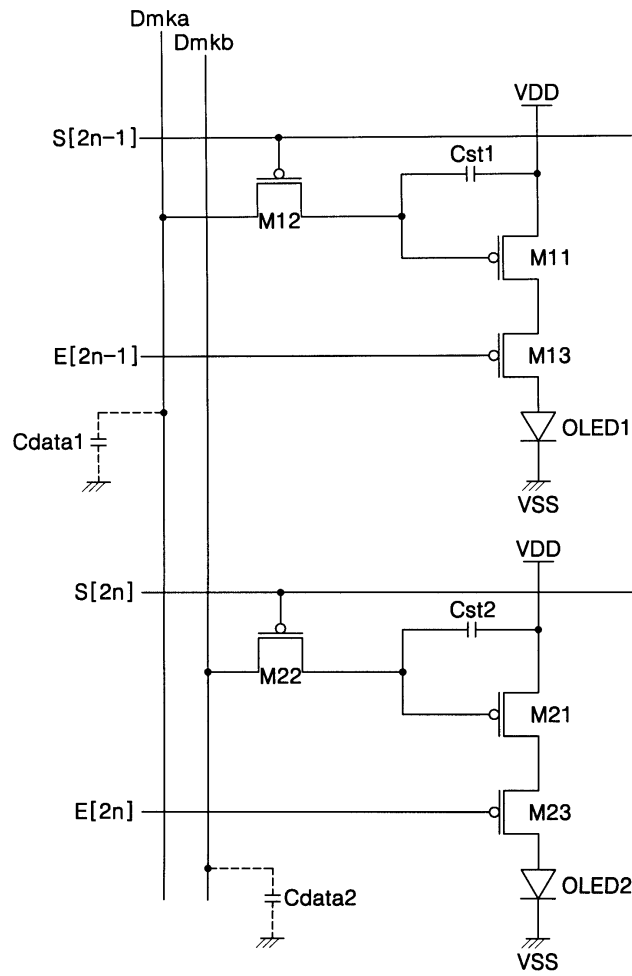 Dmka
Dmkb
VDD
S[2n-1]
Cst1
M12
M11
E[2n-1]
M13
Cdata1
OLED1
VSS
VDD
S[2n]
Cst2
M22
M21
E[2n]
M23
Cdata2
OLED2
VSS